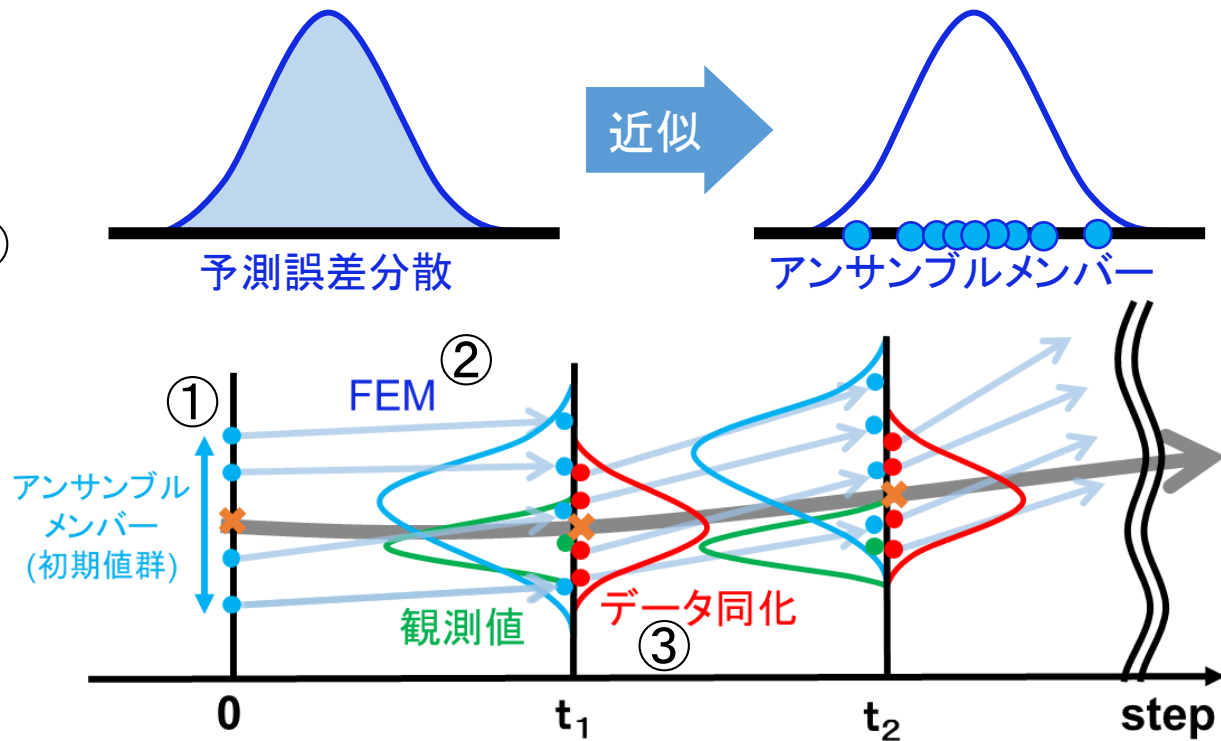 近似
予測誤差分散
アンサンブルメンバー
①
FEM
②
アンサンブル
メンバー
(初期値群)
観測値
データ同化
③
0
t₁
t₂
step